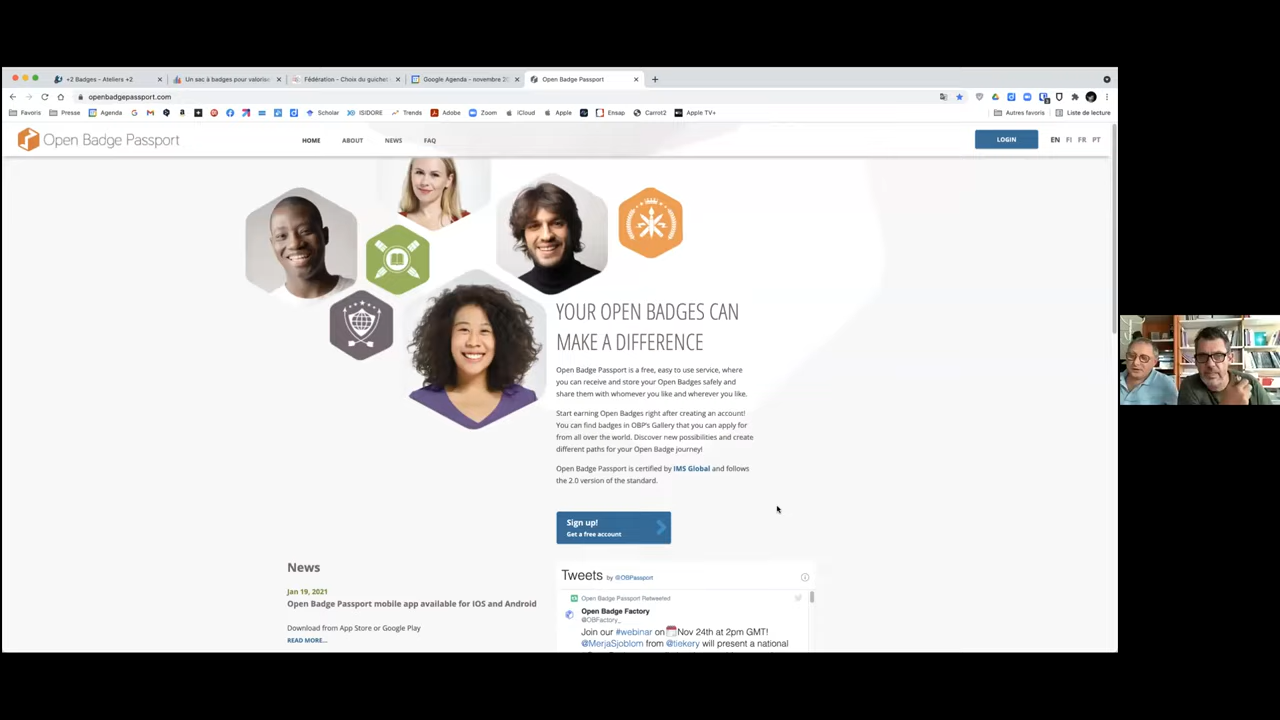 +2 Badges - Ateliers +2
Un sac à badges pour valoris
Fédération - Choix du guichet
Google Agenda - novembre 20
Open Badge Passport
openbadgepassport.com
Favoris
Presse
Agenda
Scholar
ISIDORE
Trends
Adobe
Zoom
iCloud
Apple
Ensap
Carrot2
Apple TV+
Autres favoris
Liste de lecture
Open Badge Passport
HOME
ABOUT
NEWS
FAQ
LOGIN
EN FI FR PT
YOUR OPEN BADGES CAN
MAKE A DIFFERENCE
Open Badge Passport is a free, easy to use service, where
you can receive and store your Open Badges safely and
share them with whomever you like and wherever you like.
Start earning Open Badges right after creating an account!
You can find badges in OBP's Gallery that you can apply for
from all over the world. Discover new possibilities and create
different paths for your Open Badge journey!
Open Badge Passport is certified by IMS Global and follows
the 2.0 version of the standard.
Sign up!
Get a free account
News
Jan 19, 2021
Open Badge Passport mobile app available for IOS and Android
Download from App Store or Google Play
READ MORE...
Tweets by @OBPassport
Open Badge Passport Retweeted
Open Badge Factory
@OBFactory_
Join our #webinar on Nov 24th at 2pm GMT!
@MerjaSjoblom from @tiekery will present a national